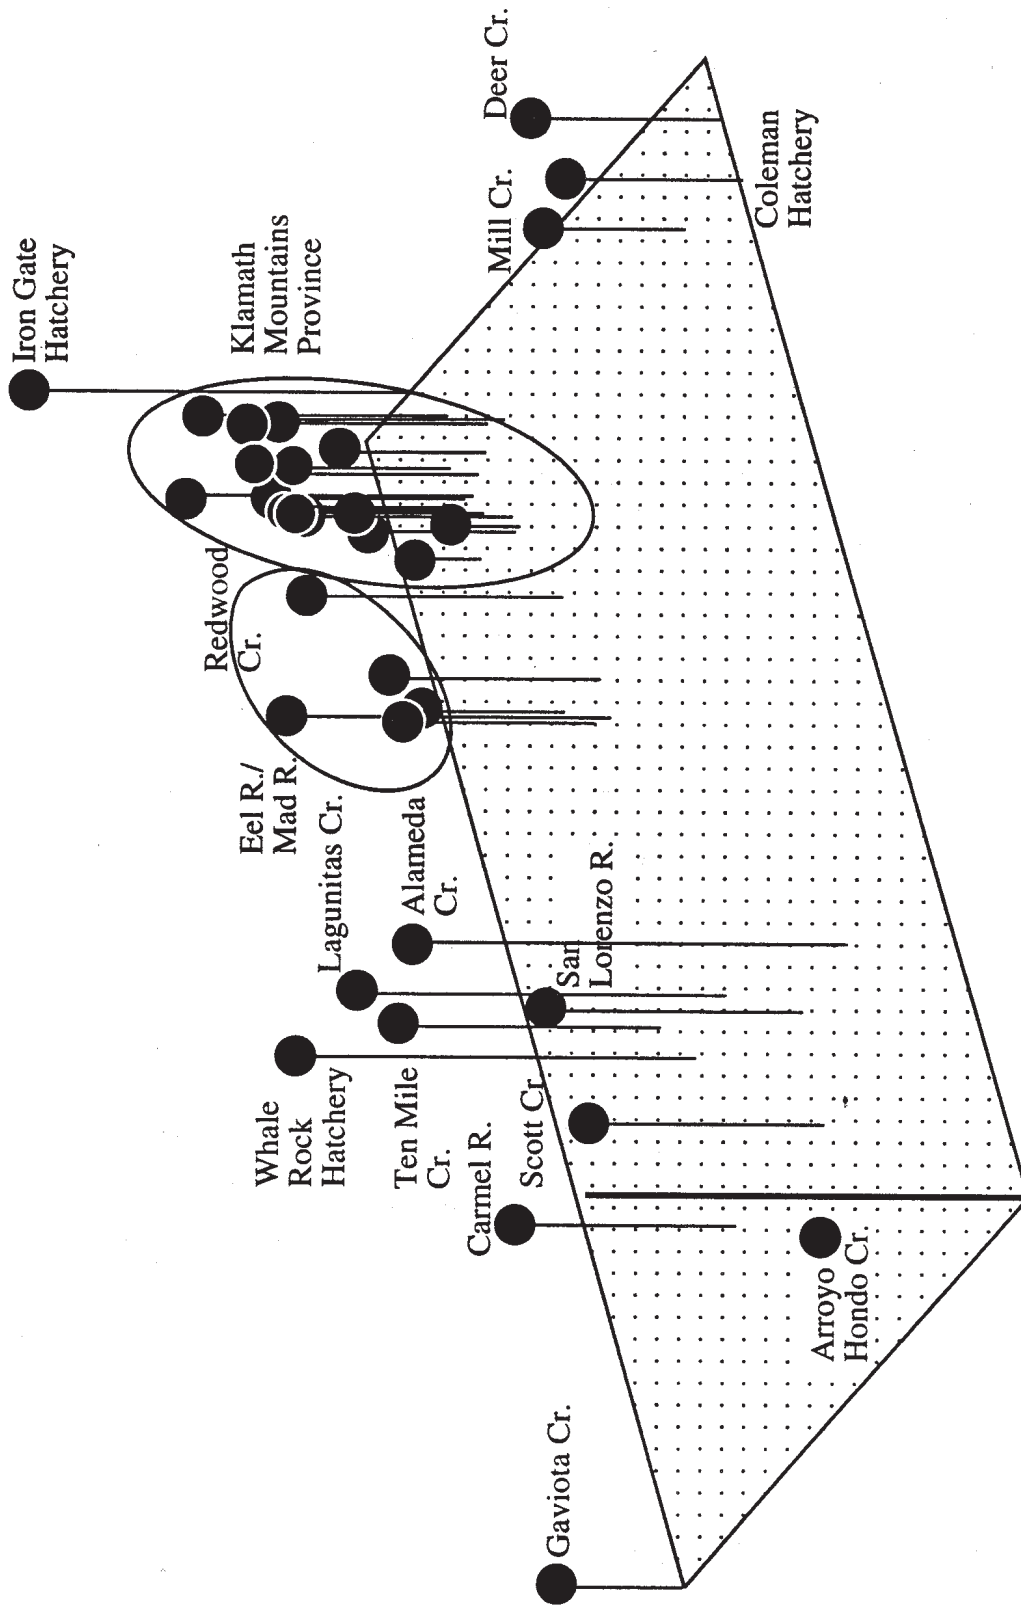 Iron Gate
Hatchery
Klamath
Mountains
Province
Deer Cr.
Mill Cr.
Coleman
Hatchery
Redwood
Cr.
Eel R./
Mad R.
Lagunitas Cr.
Alameda
Cr.
San
Lorenzo R.
Whale
Rock
Hatchery
Ten Mile
Cr.
Carmel R.
Scott Cr.
Arroyo
Hondo Cr.
Gaviota Cr.